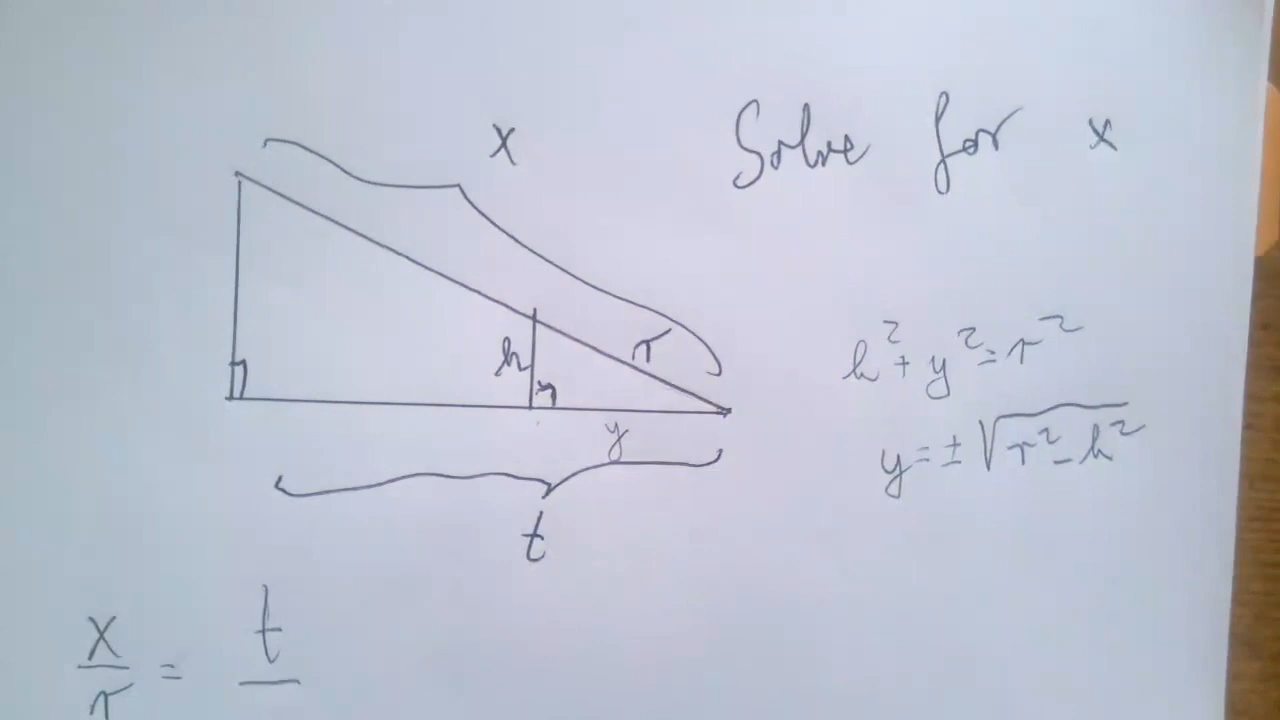 x
Solve for x
h
r
h² + y² = r²
y
y = ± √r² - h²
t
x/r = t/